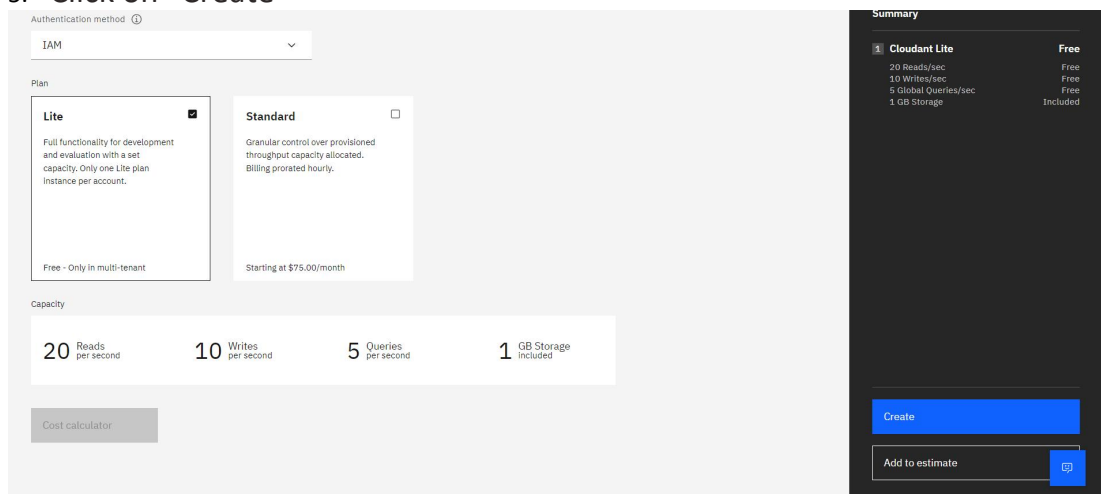 s. Click on "Create"
Authentication method
IAM
Plan
Lite
Full functionality for development
and evaluation with a set
capacity. Only one Lite plan
instance per account.
Free - Only in multi-tenant
Standard
Granular control over provisioned
throughput capacity allocated.
Billing prorated hourly.
Starting at $75.00/month
Capacity
20 Reads per second
10 Writes per second
5 Queries per second
1 GB Storage included
Cost calculator
Summary
1 Cloudant Lite Free
20 Reads/sec Free
10 Writes/sec Free
5 Global Queries/sec Free
1 GB Storage Included
Create
Add to estimate